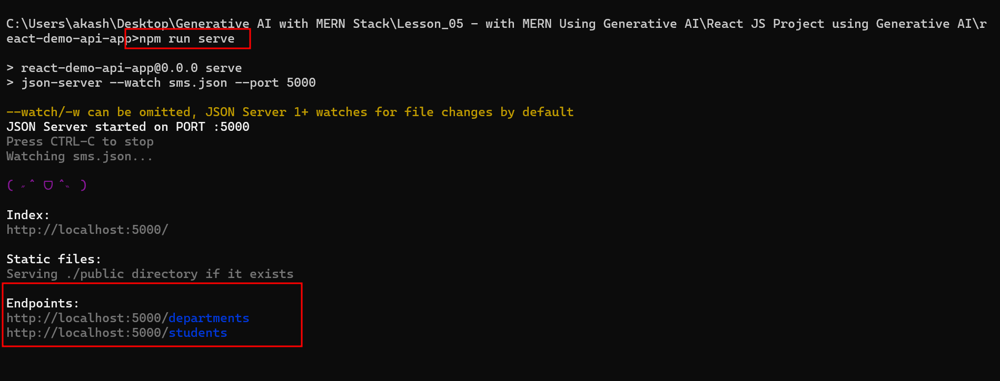 C:\Users\akash\Desktop\Generative AI with MERN Stack\Lesson_05 - with MERN Using Generative AI\React JS Project using Generative AI\r
eact-demo-api-app>npm run serve
> react-demo-api-app@0.0.0 serve
> json-server --watch sms.json --port 5000
--watch/-w can be omitted, JSON Server 1+ watches for file changes by default
JSON Server started on PORT :5000
Press CTRL-C to stop
Watching sms.json...
( ˶ˆ ᗜ ˆ˵ )
Index:
http://localhost:5000/
Static files:
Serving ./public directory if it exists
Endpoints:
http://localhost:5000/departments
http://localhost:5000/students